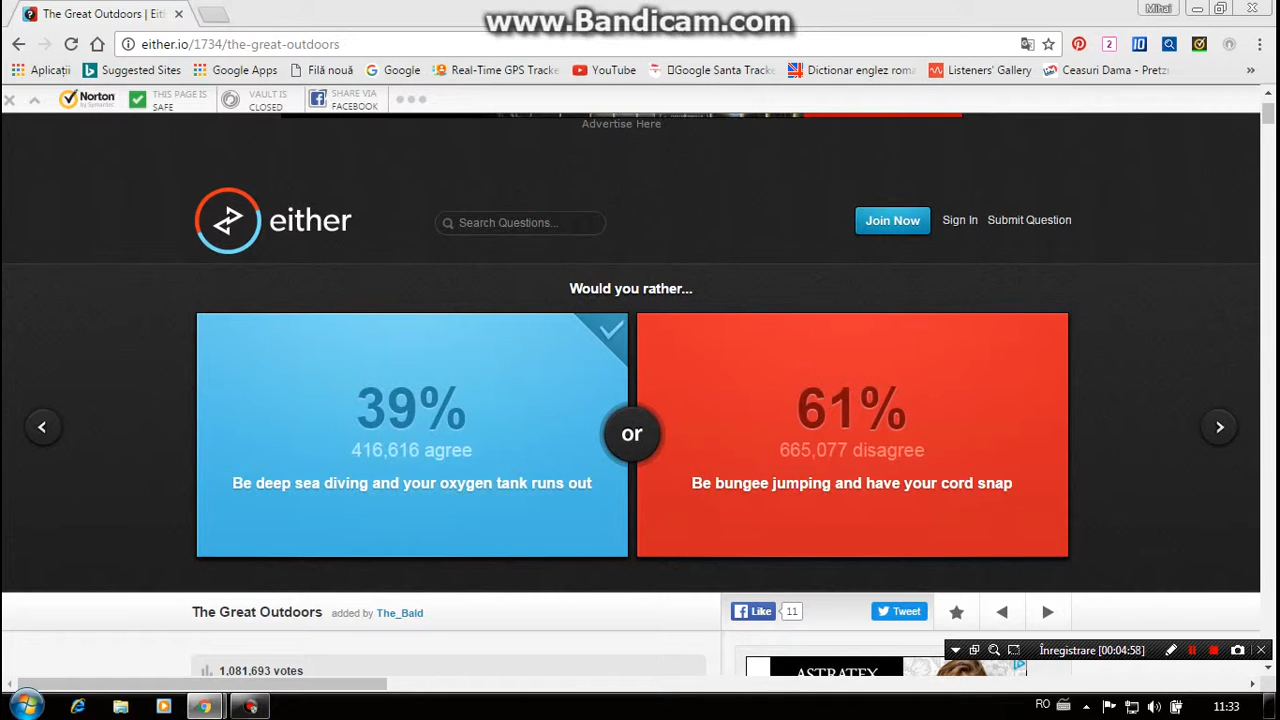 www.Bandicam.com
The Great Outdoors | Eit
Mihai
either.io/1734/the-great-outdoors
Aplicații
Suggested Sites
Google Apps
Filă nouă
Google
Real-Time GPS Tracke
YouTube
Google Santa Tracke
Dictionar englez roma
Listeners' Gallery
Ceasuri Dama - Pretz
»
Norton
by Symantec
THIS PAGE IS
SAFE
VAULT IS
CLOSED
SHARE VIA
FACEBOOK
Advertise Here
either
Search Questions...
Join Now
Sign In
Submit Question
Would you rather...
39%
416,616 agree
Be deep sea diving and your oxygen tank runs out
or
61%
665,077 disagree
Be bungee jumping and have your cord snap
The Great Outdoors added by The_Bald
Like 11
Tweet
Înregistrare [00:04:58]
1,081,693 votes
ASTRATEX
RO
11:33